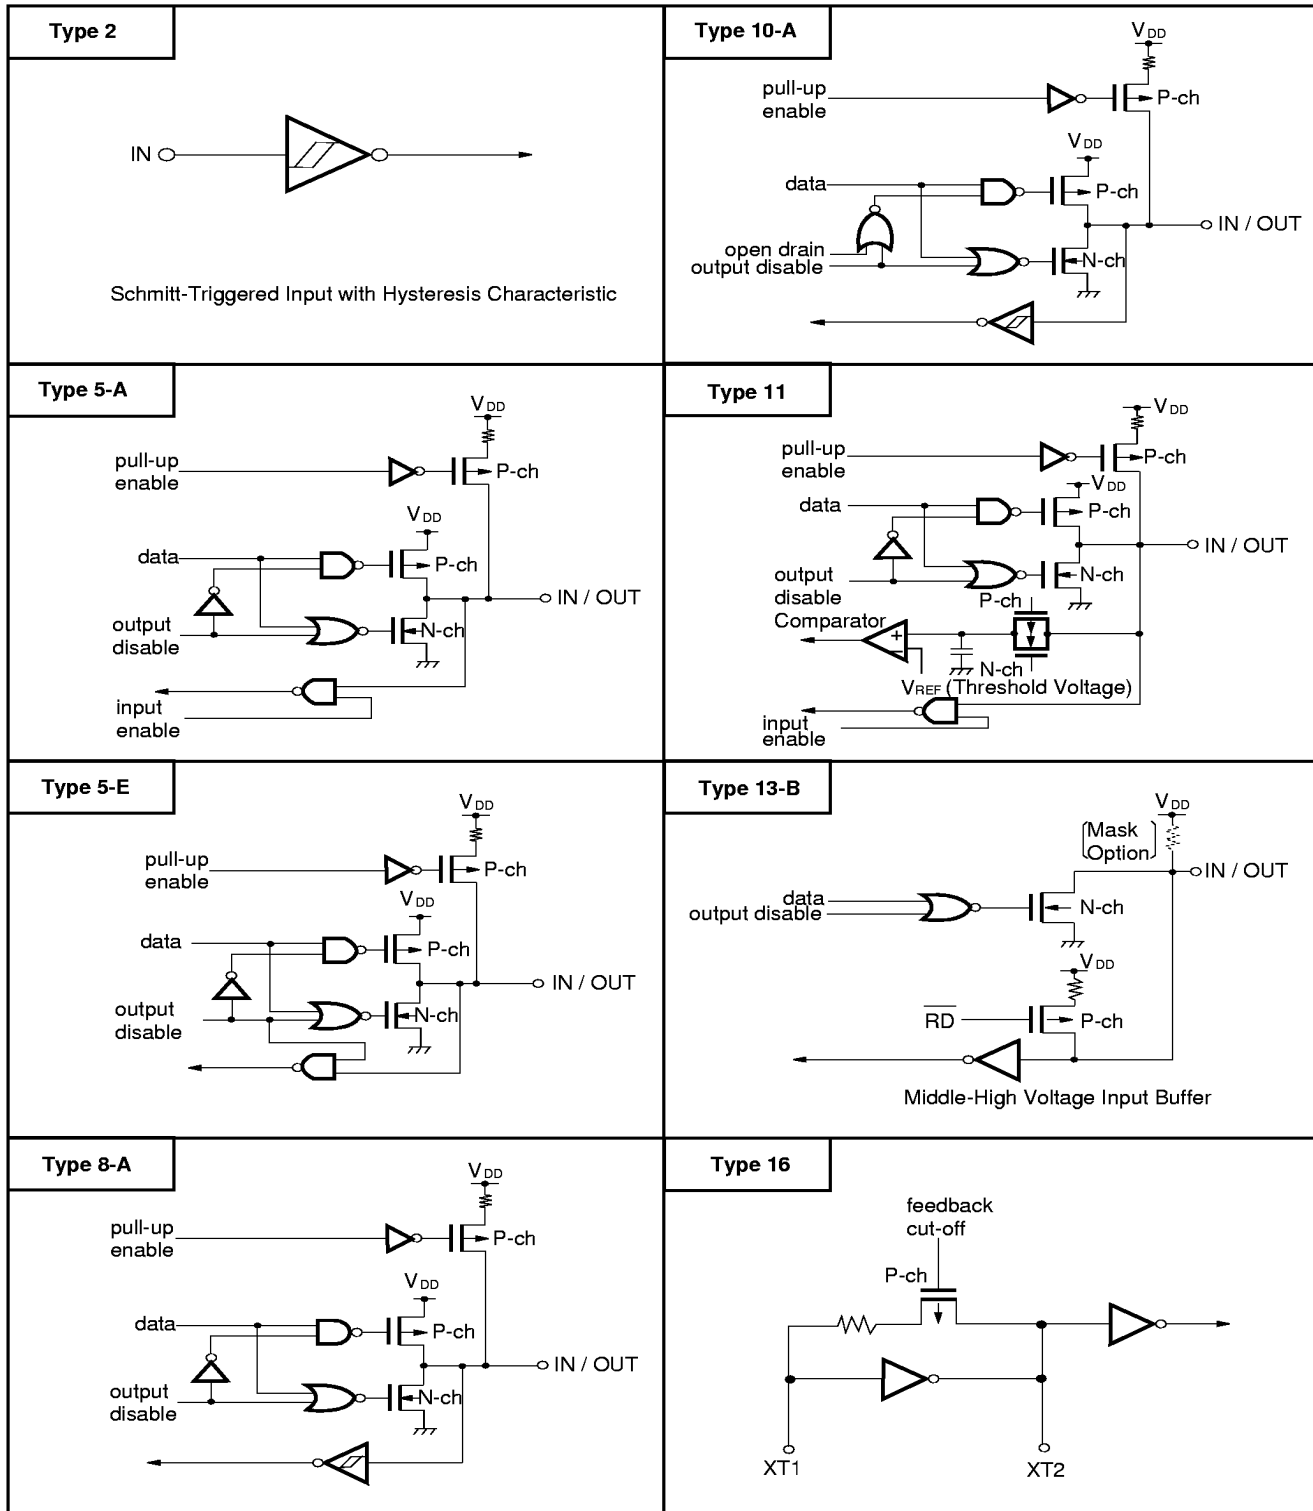 Type 2
IN
Schmitt-Triggered Input with Hysteresis Characteristic
Type 10-A
VDD
pull-up
enable
P-ch
VDD
data
P-ch
IN / OUT
open drain
output disable
N-ch
Type 5-A
VDD
pull-up
enable
P-ch
VDD
data
P-ch
IN / OUT
output
disable
N-ch
input
enable
Type 11
VDD
pull-up
enable
P-ch
VDD
data
P-ch
IN / OUT
output
disable
N-ch
P-ch
Comparator
+
−
N-ch
VREF (Threshold Voltage)
input
enable
Type 5-E
VDD
pull-up
enable
P-ch
VDD
data
P-ch
IN / OUT
output
disable
N-ch
Type 13-B
VDD
Mask
Option
IN / OUT
data
output disable
N-ch
VDD
RD
P-ch
Middle-High Voltage Input Buffer
Type 8-A
VDD
pull-up
enable
P-ch
VDD
data
P-ch
IN / OUT
output
disable
N-ch
Type 16
feedback
cut-off
P-ch
XT1
XT2